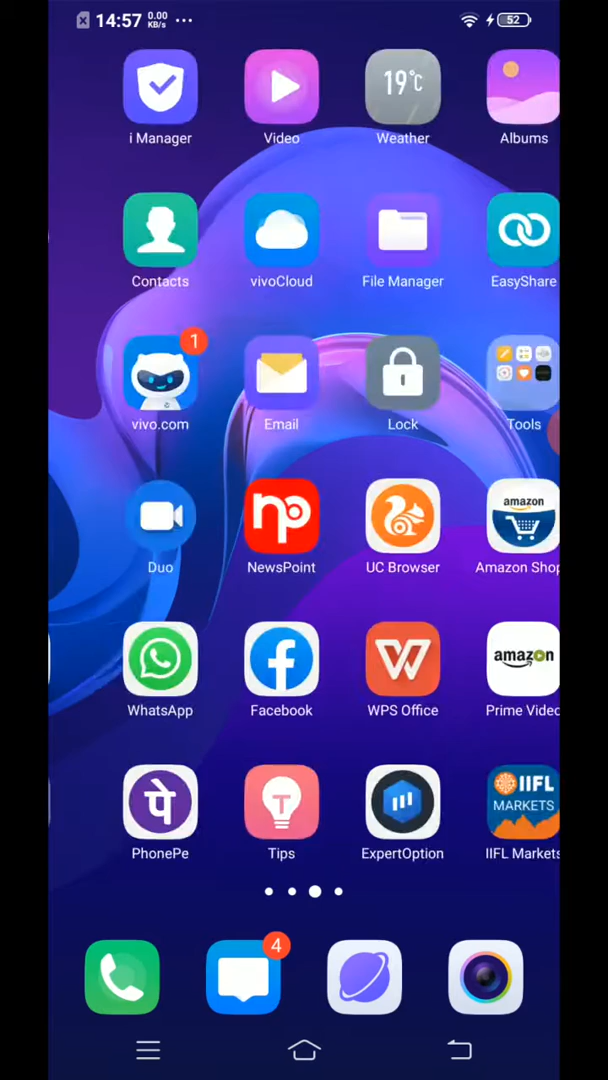 14:57 0.00 KB/s ... 52
19°C
i Manager Video Weather Albums
Contacts vivoCloud File Manager EasyShare
1
vivo.com Email Lock Tools
np amazon
Duo NewsPoint UC Browser Amazon Shop
W amazon
WhatsApp Facebook WPS Office Prime Video
पे T IIFL
MARKETS
PhonePe Tips ExpertOption IIFL Markets
4